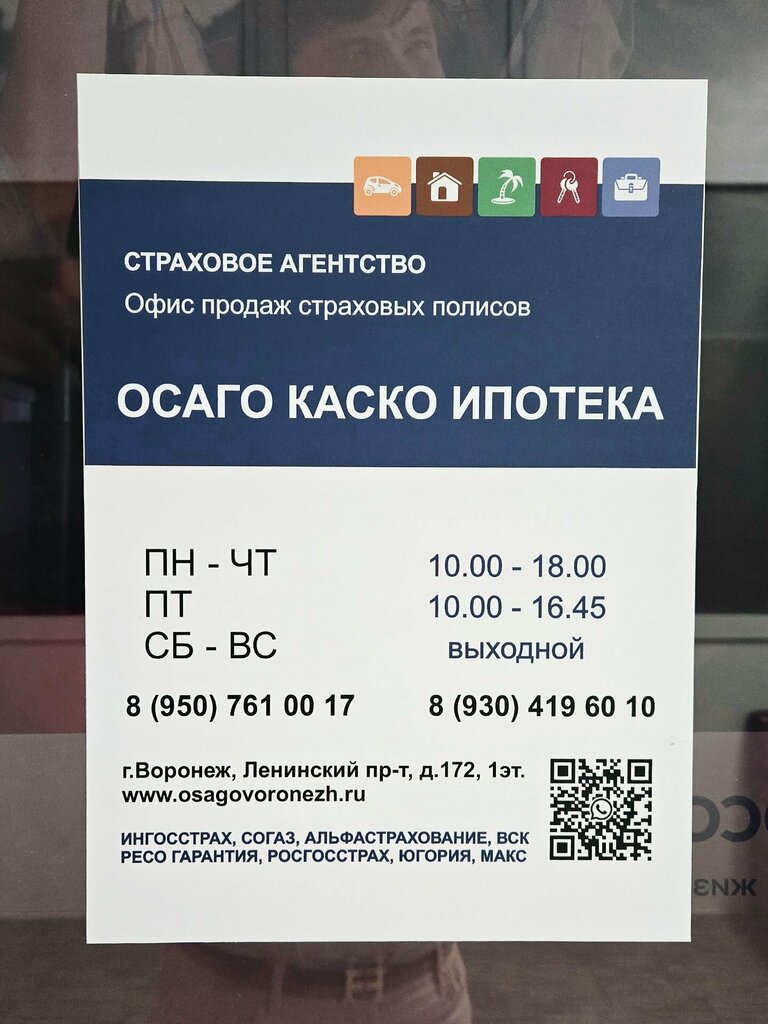 СТРАХОВОЕ АГЕНТСТВО
Офис продаж страховых полисов
ОСАГО КАСКО ИПОТЕКА
ПН - ЧТ 10.00 - 18.00
ПТ 10.00 - 16.45
СБ - ВС выходной
8 (950) 761 00 17 8 (930) 419 60 10
г.Воронеж, Ленинский пр-т, д.172, 1эт.
www.osagovoronezh.ru
ИНГОССТРАХ, СОГАЗ, АЛЬФАСТРАХОВАНИЕ, ВСК
РЕСО ГАРАНТИЯ, РОСГОССТРАХ, ЮГОРИЯ, МАКС